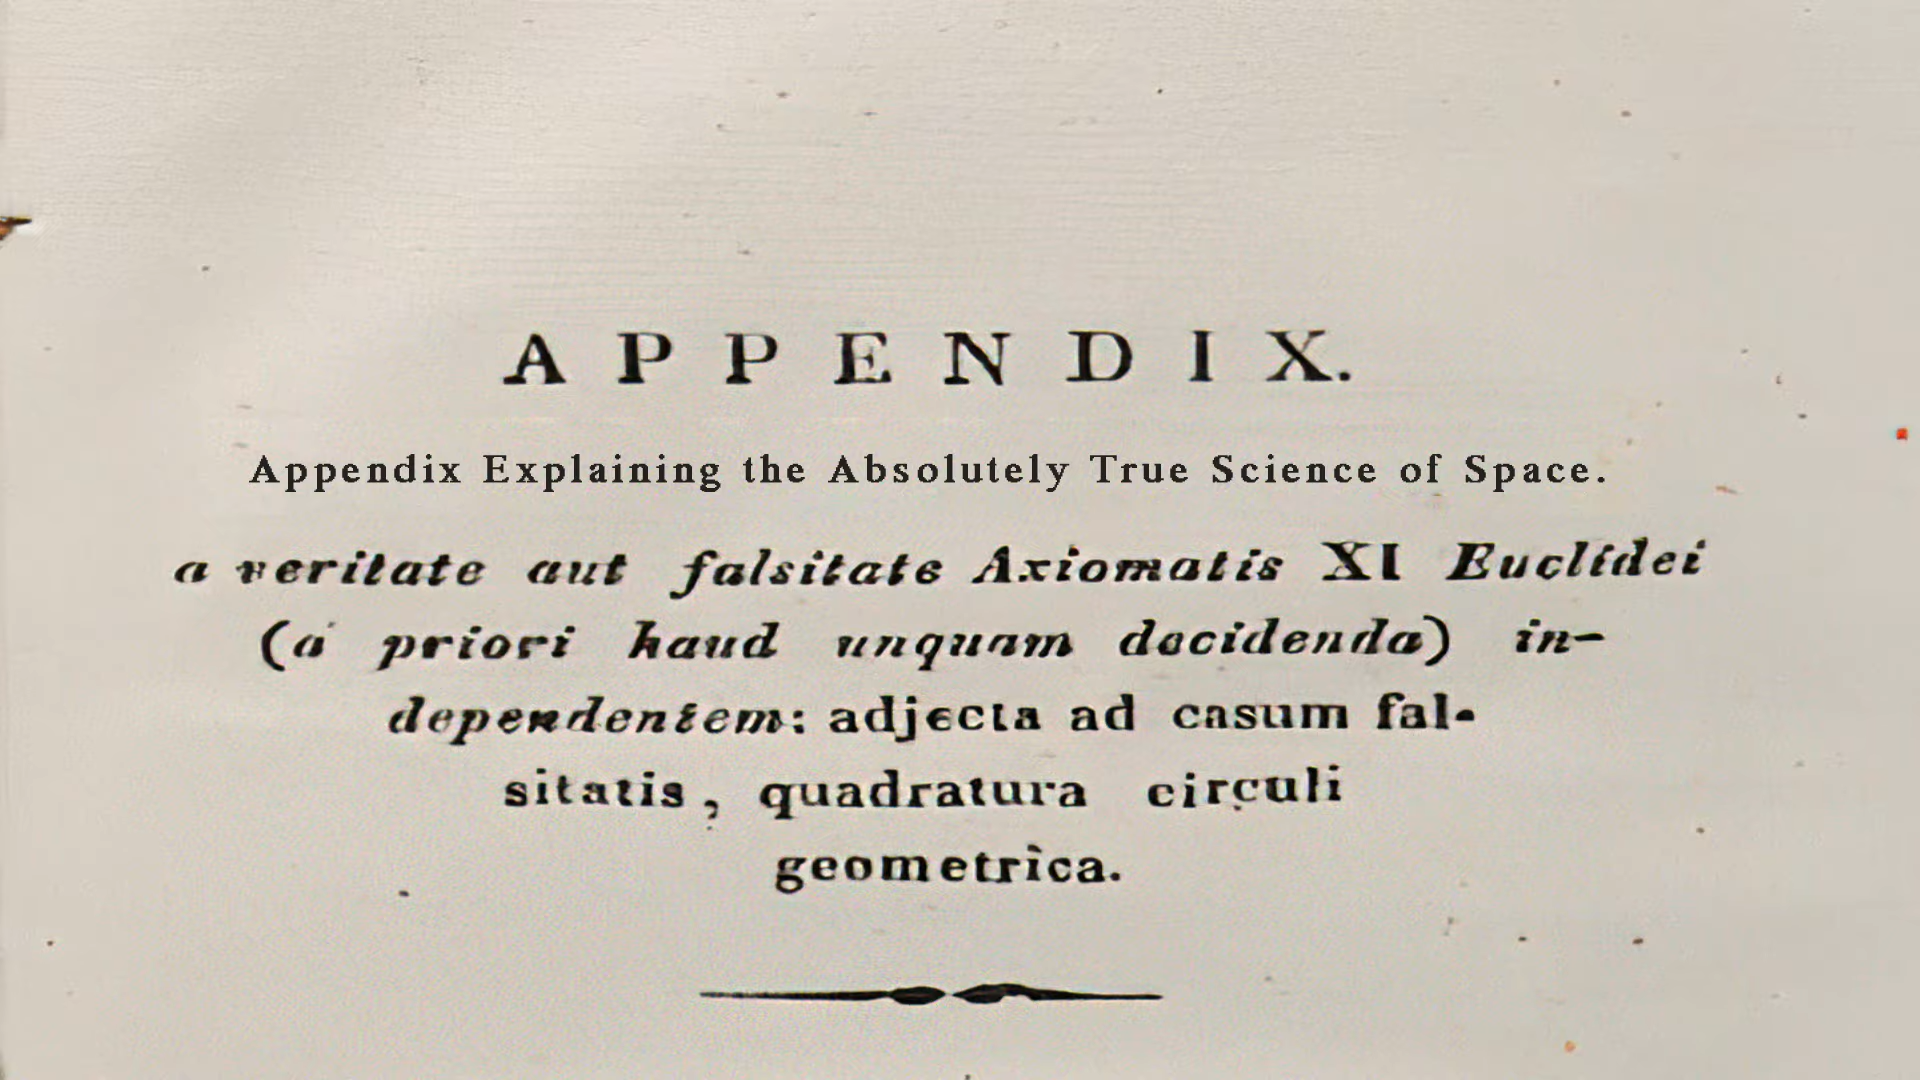 APPENDIX.
Appendix Explaining the Absolutely True Science of Space.
a veritate aut falsitate Axiomatis XI Euclidei
(á priori haud unquam decidenda) in-
dependentem: adjecta ad casum fal-
sitatis, quadratura circuli
geometrica.